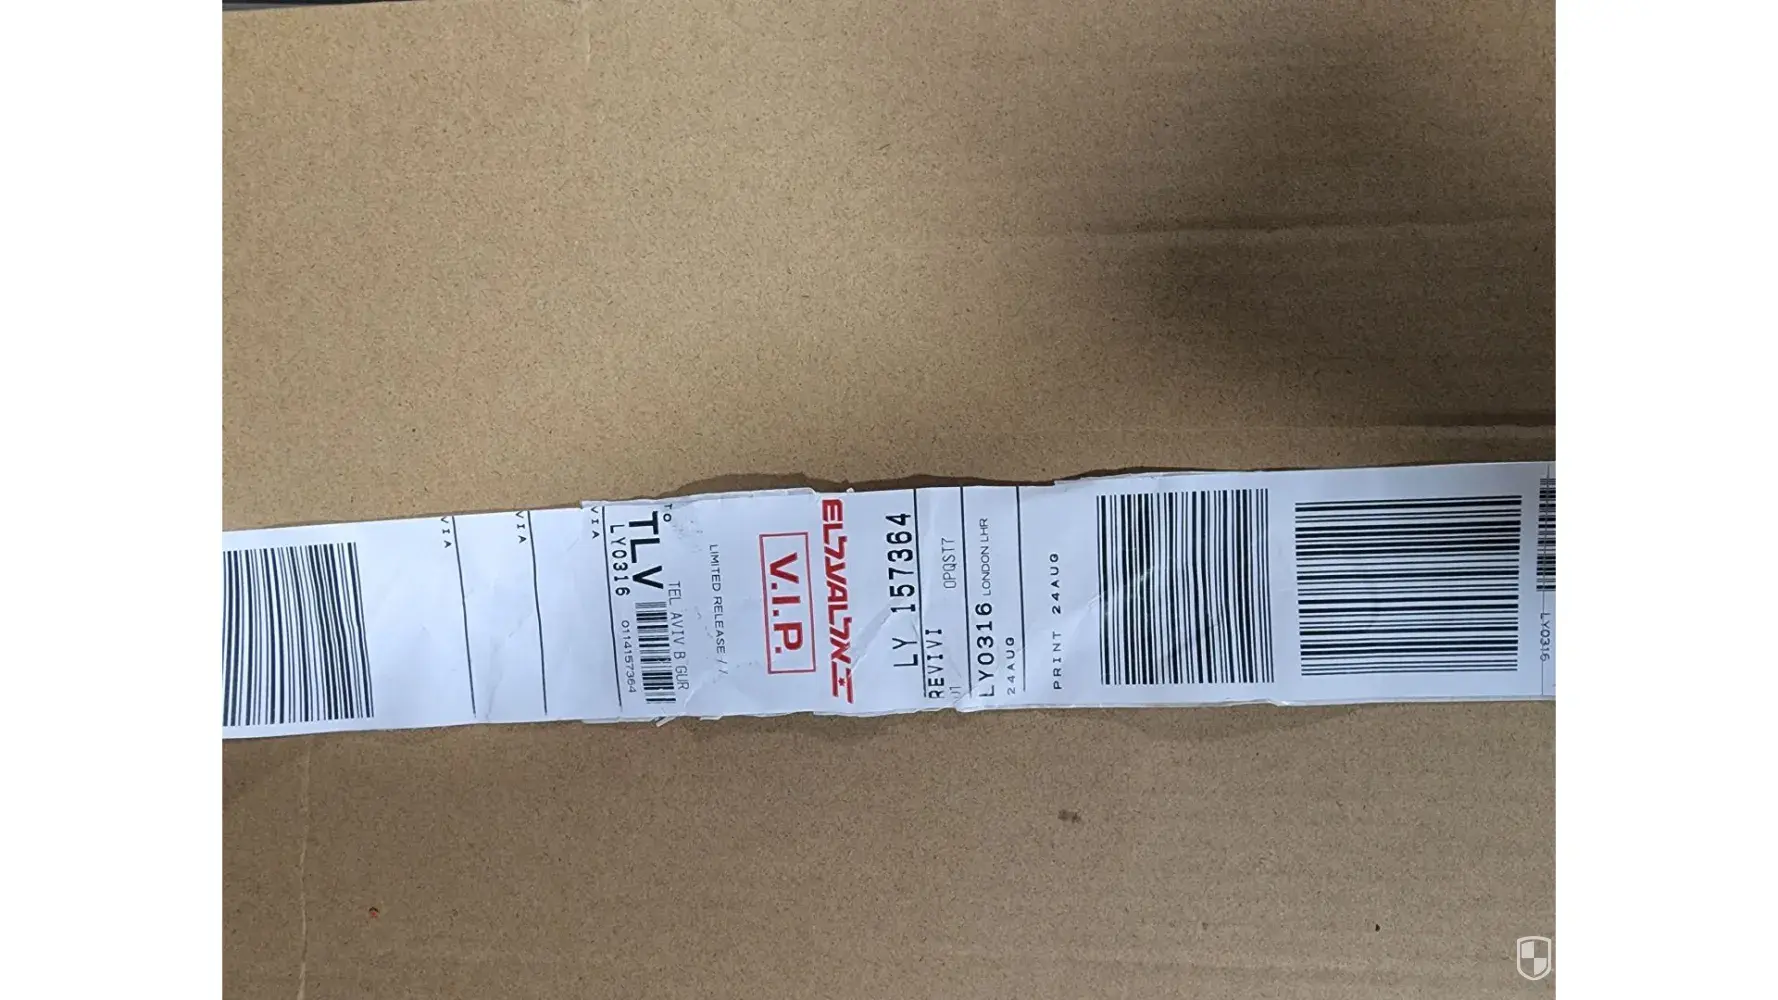 VIA
VIA
VIA
TO
TLV
LY0316
TEL AVIV B GUR
0114157364
LIMITED RELEASE //
V.I.P.
ELאלעלAL
LY 157364
REVIVI
OPQST7
LY0316 LONDON LHR
24AUG
PRINT 24AUG
LY0316